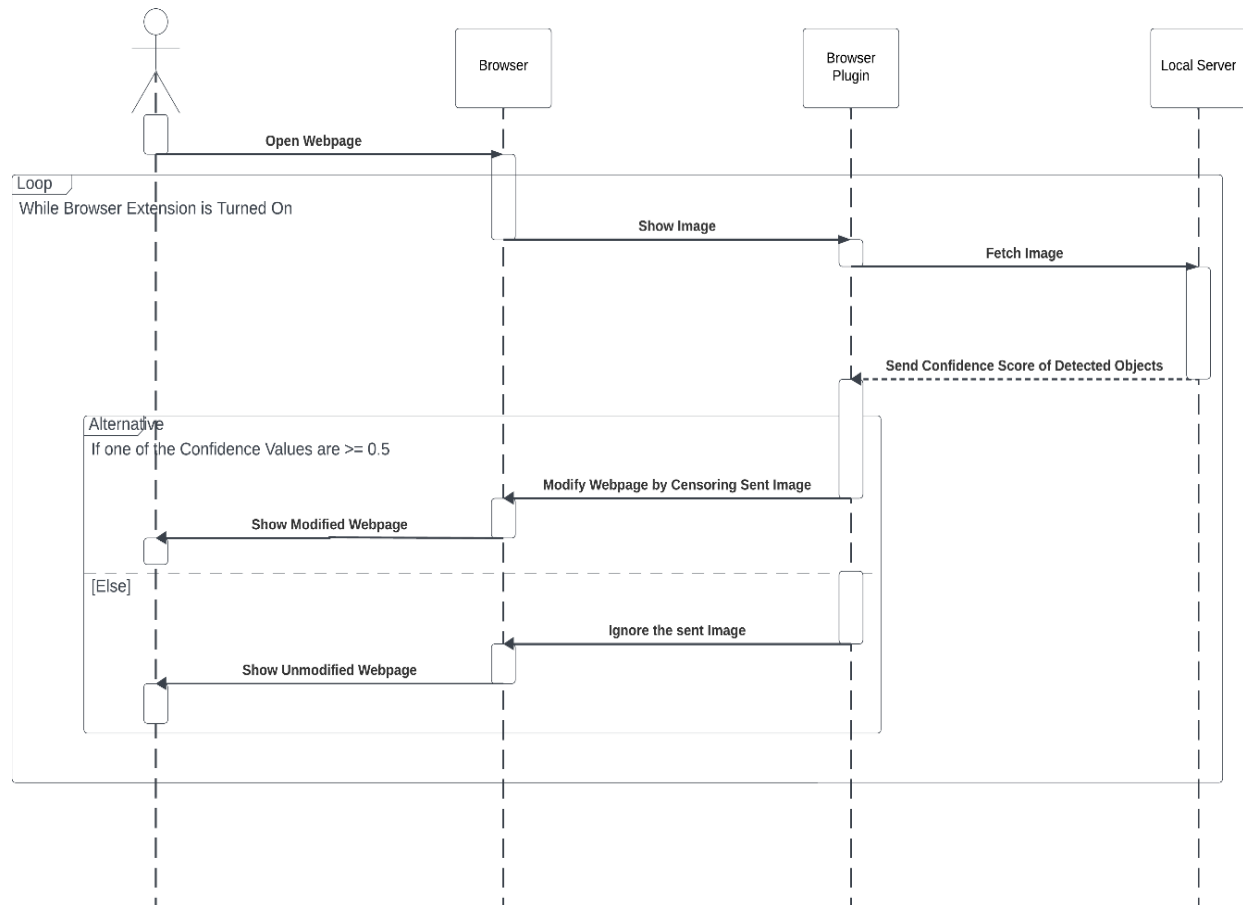 Browser
Browser
Plugin
Local Server
Open Webpage
Loop
While Browser Extension is Turned On
Show Image
Fetch Image
Send Confidence Score of Detected Objects
Alternative
If one of the Confidence Values are >= 0.5
Modify Webpage by Censoring Sent Image
Show Modified Webpage
[Else]
Ignore the sent Image
Show Unmodified Webpage